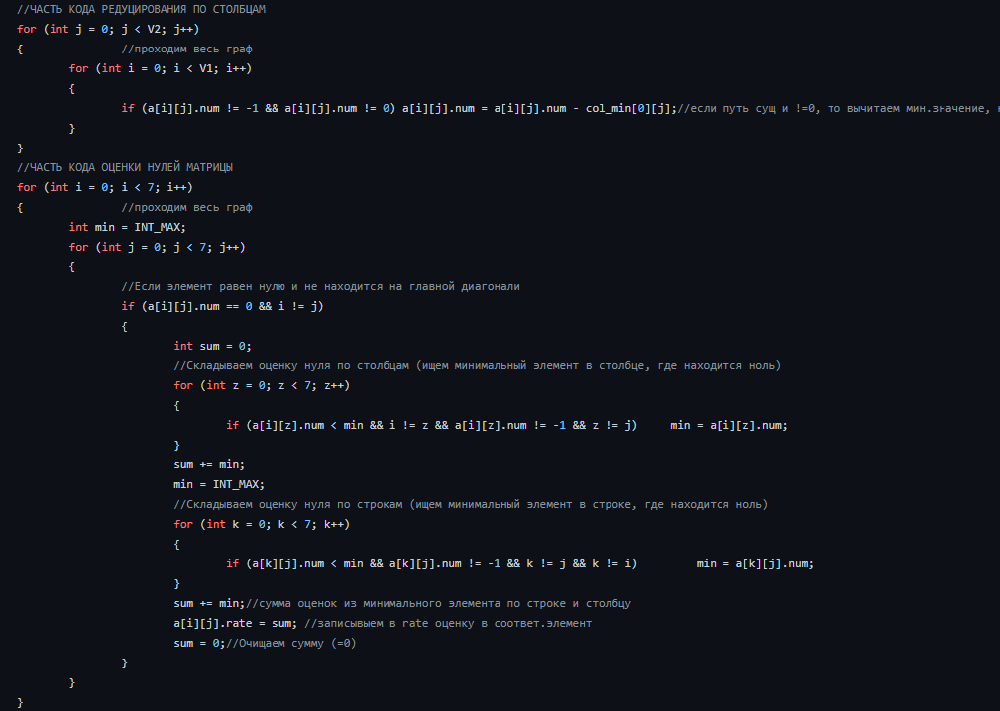 //ЧАСТЬ КОДА РЕДУЦИРОВАНИЯ ПО СТОЛБЦАМ
for (int j = 0; j < V2; j++)
{ //проходим весь граф
for (int i = 0; i < V1; i++)
{
if (a[i][j].num != -1 && a[i][j].num != 0) a[i][j].num = a[i][j].num - col_min[0][j];//если путь сущ и !=0, то вычитаем мин.значение,
}
}
//ЧАСТЬ КОДА ОЦЕНКИ НУЛЕЙ МАТРИЦЫ
for (int i = 0; i < 7; i++)
{ //проходим весь граф
int min = INT_MAX;
for (int j = 0; j < 7; j++)
{
//Если элемент равен нулю и не находится на главной диагонали
if (a[i][j].num == 0 && i != j)
{
int sum = 0;
//Складываем оценку нуля по столбцам (ищем минимальный элемент в столбце, где находится ноль)
for (int z = 0; z < 7; z++)
{
if (a[i][z].num < min && i != z && a[i][z].num != -1 && z != j) min = a[i][z].num;
}
sum += min;
min = INT_MAX;
//Складываем оценку нуля по строкам (ищем минимальный элемент в строке, где находится ноль)
for (int k = 0; k < 7; k++)
{
if (a[k][j].num < min && a[k][j].num != -1 && k != j && k != i) min = a[k][j].num;
}
sum += min;//сумма оценок из минимального элемента по строке и столбцу
a[i][j].rate = sum; //записывыем в rate оценку в соответ.элемент
sum = 0;//Очищаем сумму (=0)
}
}
}